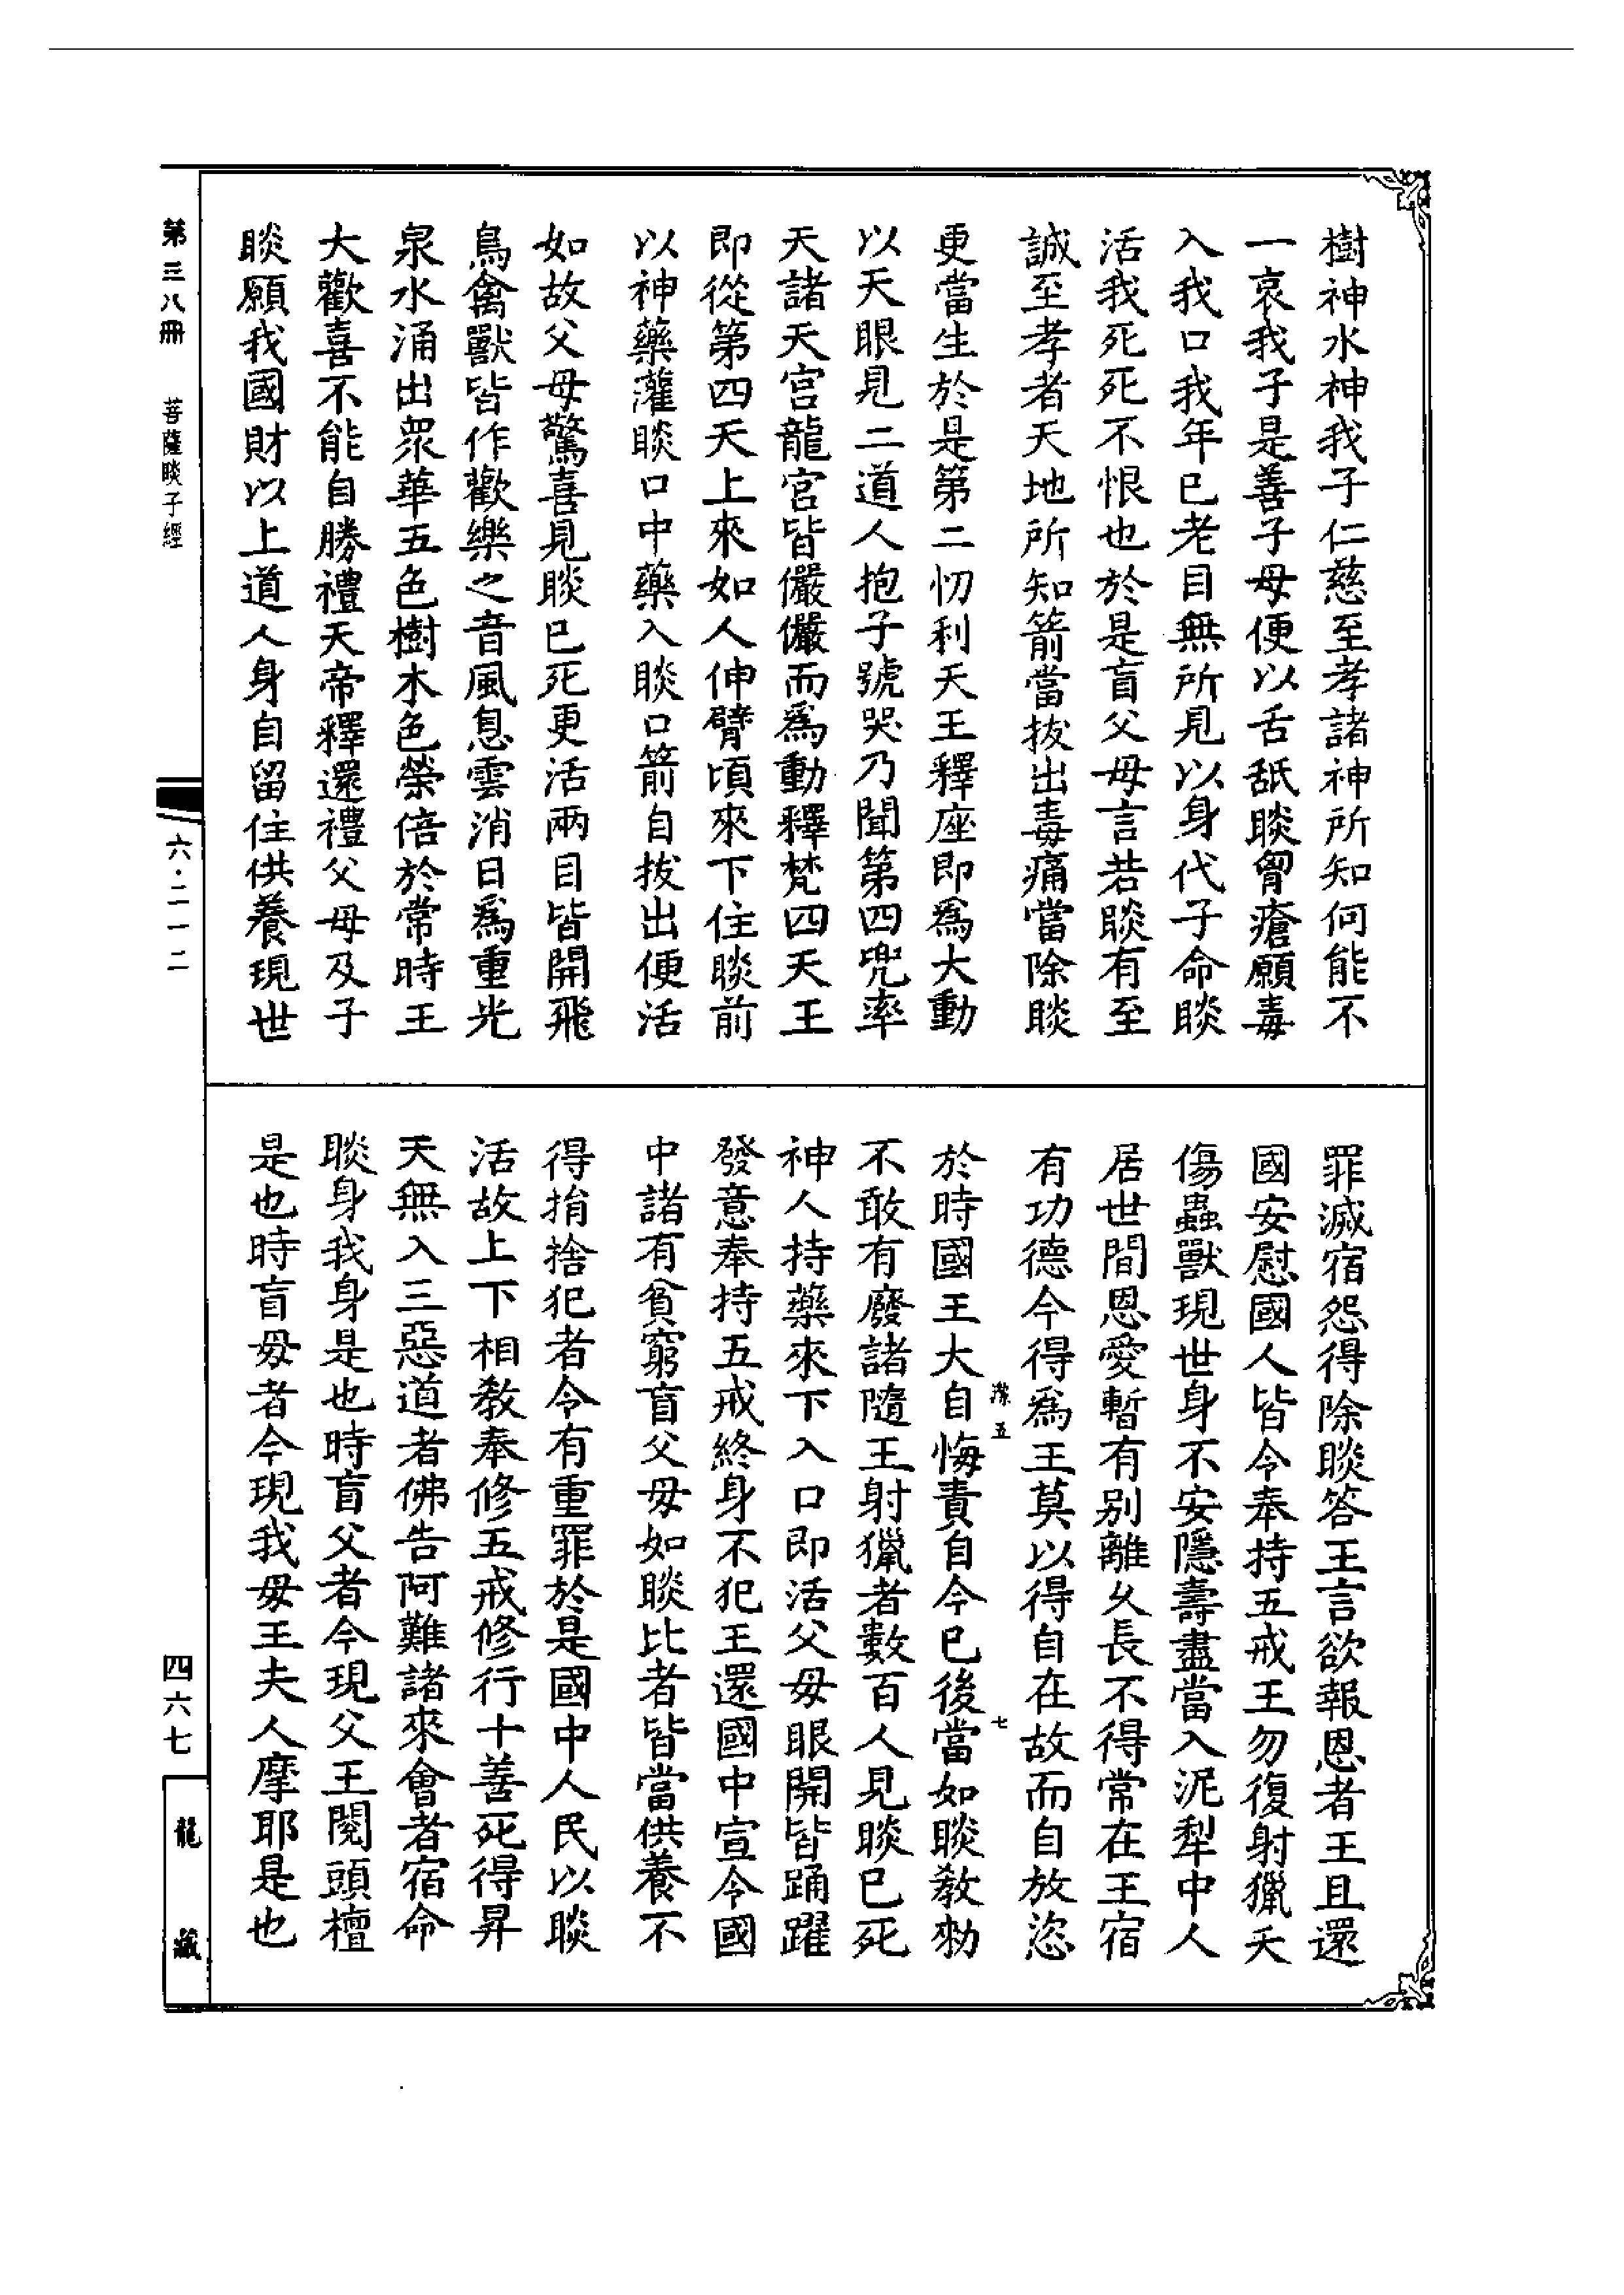 樹神水神我子仁慈至孝諸神所知何能不
一哀我子是善子母便以舌舐睒胷瘡願毒
入我口我年已老目無所見以身代子命睒
活我死死不恨也於是盲父母言若睒有至
誠至孝者天地所知箭當拔出毒痛當除睒
更當生於是第二忉利天王釋座即爲大動
以天眼見二道人抱子號哭乃聞第四兜率
天諸天宮龍宮皆儼儼而爲動釋梵四天王
即從第四天上來如人伸臂頃來下住睒前
以神藥灌睒口中藥入睒口箭自拔出便活
如故父母驚喜見睒已死更活兩目皆開飛
鳥禽獸皆作歡樂之音風息雲消日爲重光
泉水涌出眾華五色樹木色榮倍於常時王
大歡喜不能自勝禮天帝釋還禮父母及子
睒願我國財以上道人身自留住供養現世
罪滅宿怨得除睒答王言欲報恩者王且還
國安慰國人皆令奉持五戒王勿復射獵夭
傷蟲獸現世身不安隱壽盡當入泥犁中人
居世間恩愛暫有別離久長不得常在王宿
有功德今得爲王莫以得自在故而自放恣
於時國王大自悔責自今已後當如睒教勑
潔五
七
不敢有廢諸隨王射獵者數百人見睒已死
神人持藥來下入口即活父母眼開皆踊躍
發意奉持五戒終身不犯王還國中宣令國
中諸有貧窮盲父母如睒比者皆當供養不
得捐捨犯者令有重罪於是國中人民以睒
活故上下相教奉修五戒修行十善死得昇
天無入三惡道者佛告阿難諸來會者宿命
睒身我身是也時盲父者今現父王閱頭檀
是也時盲母者今現我母王夫人摩耶是也
第三八冊
菩薩睒子經
六·二一二
四六七
龍藏